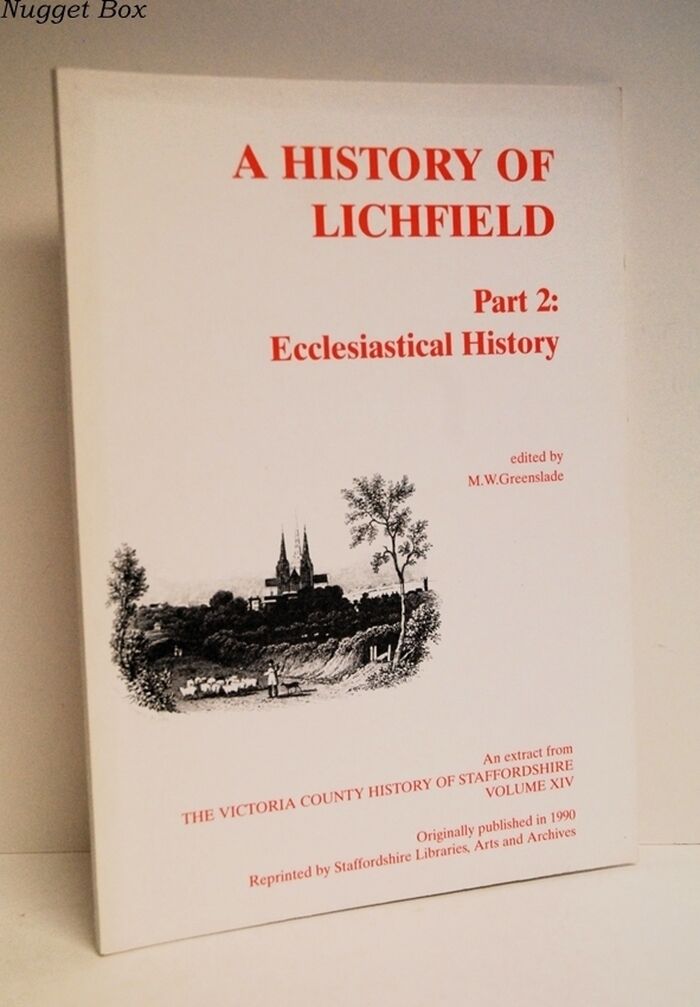 Nugget Box
A HISTORY OF
LICHFIELD
Part 2:
Ecclesiastical History
edited by
M.W.Greenslade
An extract from
THE VICTORIA COUNTY HISTORY OF STAFFORDSHIRE
VOLUME XIV
Originally published in 1990
Reprinted by Staffordshire Libraries, Arts and Archives